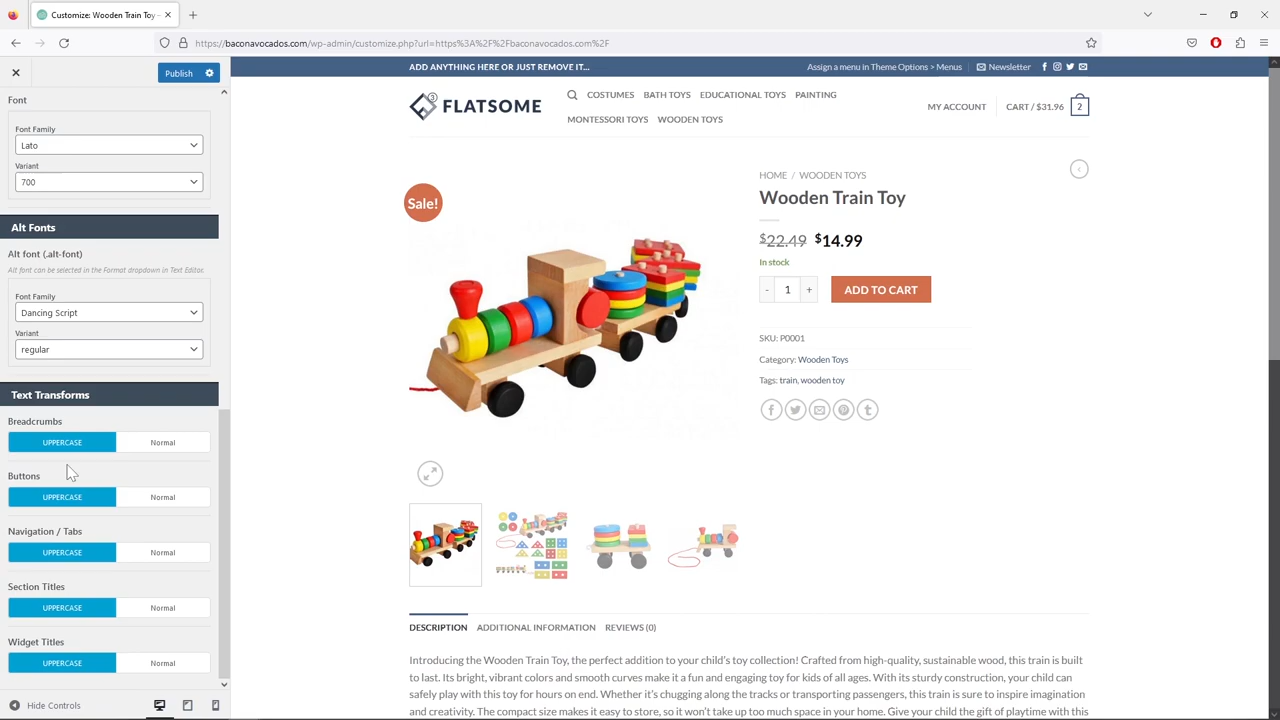 Customize: Wooden Train Toy -
https://baconavocados.com/wp-admin/customize.php?url=https%3A%2F%2Fbaconavocados.com%2F
Publish
Font
Font Family
Lato
Variant
700
Alt Fonts
Alt font (.alt-font)
Alt font can be selected in the Format dropdown in Text Editor.
Font Family
Dancing Script
Variant
regular
Text Transforms
Breadcrumbs
UPPERCASE Normal
Buttons
UPPERCASE Normal
Navigation / Tabs
UPPERCASE Normal
Section Titles
UPPERCASE Normal
Widget Titles
UPPERCASE Normal
Hide Controls
ADD ANYTHING HERE OR JUST REMOVE IT...
Assign a menu in Theme Options > Menus Newsletter
FLATSOME 3
COSTUMES BATH TOYS EDUCATIONAL TOYS PAINTING
MONTESSORI TOYS WOODEN TOYS
MY ACCOUNT CART / $31.96 2
Sale!
HOME / WOODEN TOYS
Wooden Train Toy
$22.49 $14.99
In stock
- 1 + ADD TO CART
SKU: P0001
Category: Wooden Toys
Tags: train, wooden toy
DESCRIPTION ADDITIONAL INFORMATION REVIEWS (0)
Introducing the Wooden Train Toy, the perfect addition to your child's toy collection! Crafted from high-quality, sustainable wood, this train is built
to last. Its bright, vibrant colors and smooth curves make it a fun and engaging toy for kids of all ages. With its sturdy construction, your child can
safely play with this toy for hours on end. Whether it's chugging along the tracks or transporting passengers, this train is sure to inspire imagination
and creativity. The compact size makes it easy to store, so it won't take up too much space in your home. Give your child the gift of playtime with this